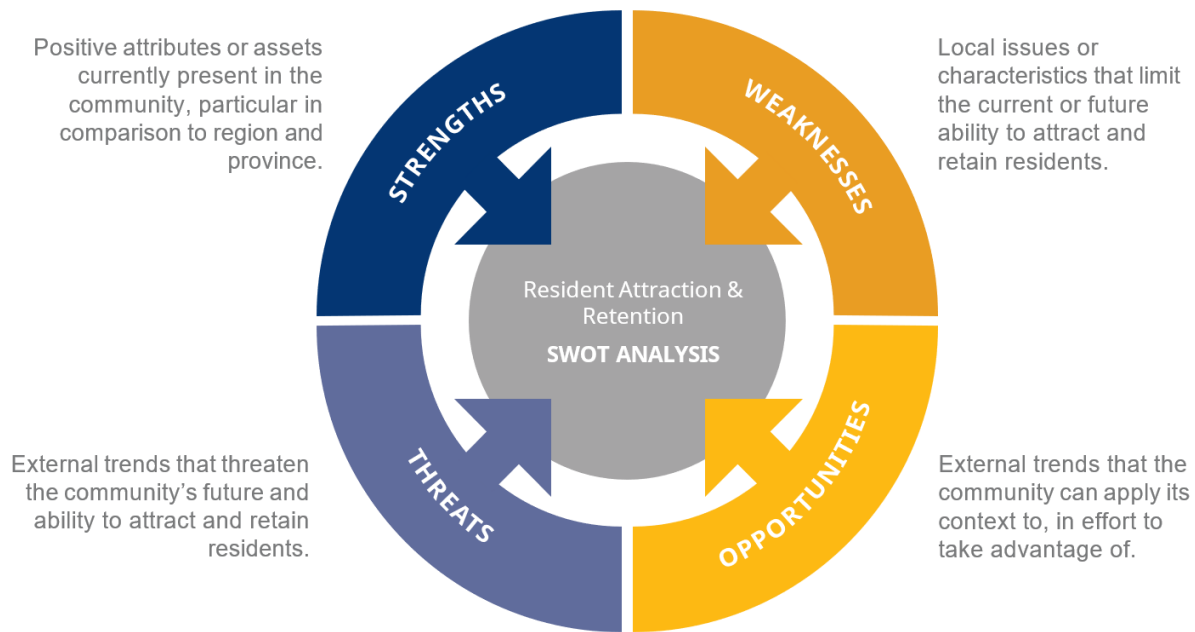 Positive attributes or assets
currently present in the
community, particular in
comparison to region and
province.
STRENGTHS
WEAKNESSES
Local issues or
characteristics that limit
the current or future
ability to attract and
retain residents.
Resident Attraction &
Retention
SWOT ANALYSIS
External trends that threaten
the community’s future and
ability to attract and retain
residents.
THREATS
OPPORTUNITIES
External trends that the
community can apply its
context to, in effort to
take advantage of.